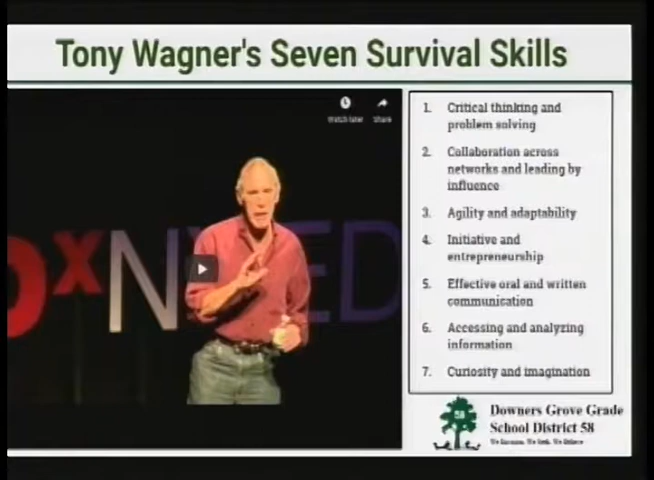 Tony Wagner's Seven Survival Skills
Watch later
Share
1. Critical thinking and
problem solving
2. Collaboration across
networks and leading by
influence
3. Agility and adaptability
4. Initiative and
entrepreneurship
5. Effective oral and written
communication
6. Accessing and analyzing
information
7. Curiosity and imagination
xNYED
58
Downers Grove Grade
School District 58